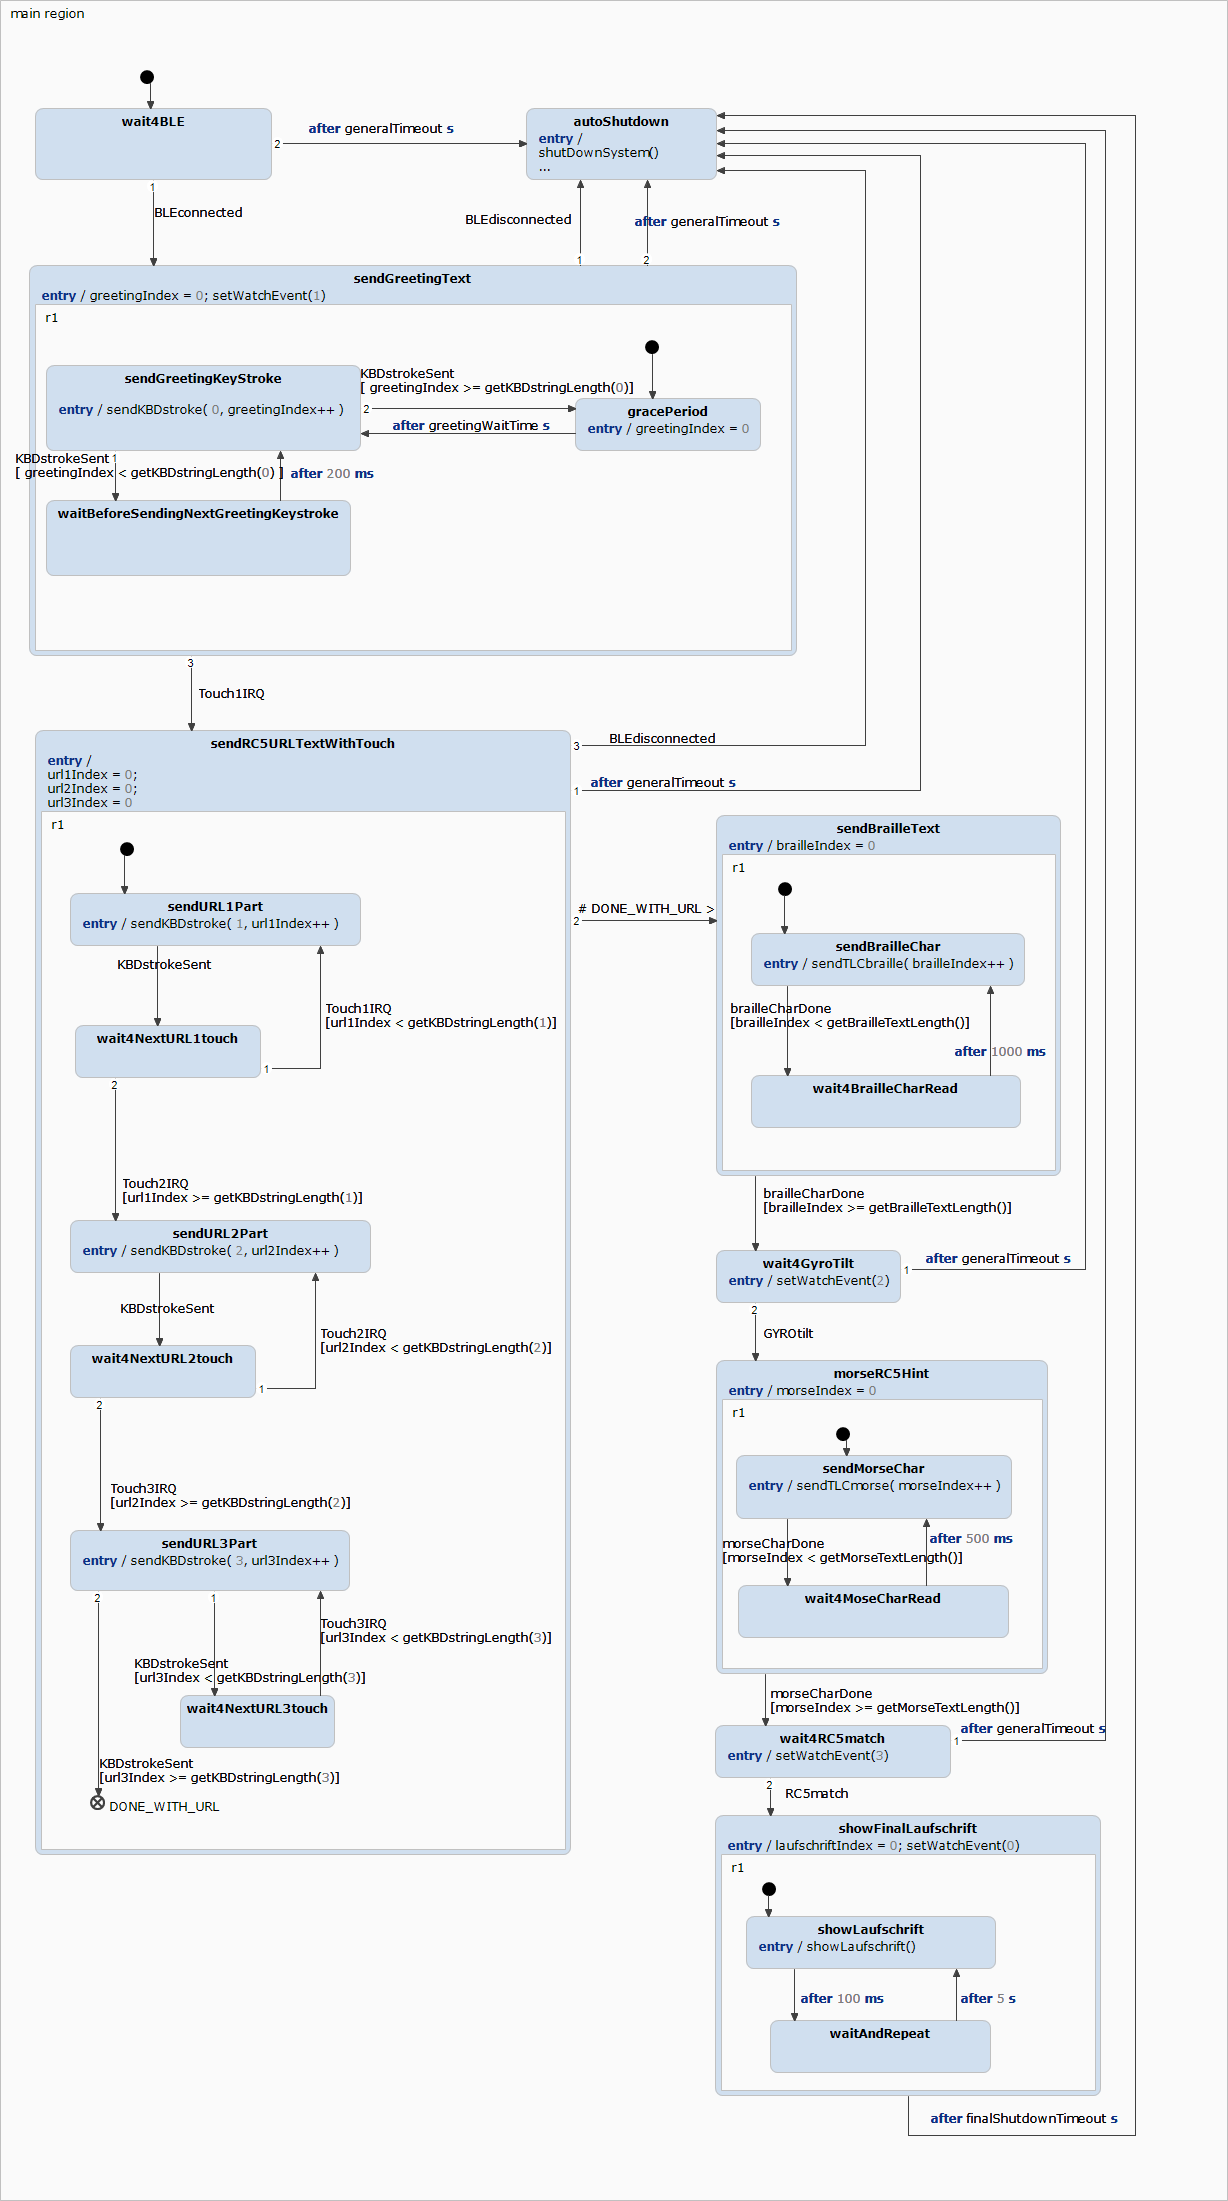 main region
wait4BLE
2
after generalTimeout s
autoShutdown
entry /
shutDownSystem()
...
1
BLEconnected
BLEdisconnected
after generalTimeout s
1
2
sendGreetingText
entry / greetingIndex = 0; setWatchEvent(1)
r1
sendGreetingKeyStroke
entry / sendKBDstroke( 0, greetingIndex++ )
KBDstrokeSent
[ greetingIndex >= getKBDstringLength(0)]
2
after greetingWaitTime s
gracePeriod
entry / greetingIndex = 0
KBDstrokeSent
1
[ greetingIndex < getKBDstringLength(0) ]
after 200 ms
waitBeforeSendingNextGreetingKeystroke
3
Touch1IRQ
sendRC5URLTextWithTouch
entry /
url1Index = 0;
url2Index = 0;
url3Index = 0
3
BLEdisconnected
1
after generalTimeout s
r1
sendURL1Part
entry / sendKBDstroke( 1, url1Index++ )
KBDstrokeSent
Touch1IRQ
[url1Index < getKBDstringLength(1)]
wait4NextURL1touch
1
2
Touch2IRQ
[url1Index >= getKBDstringLength(1)]
sendURL2Part
entry / sendKBDstroke( 2, url2Index++ )
KBDstrokeSent
Touch2IRQ
[url2Index < getKBDstringLength(2)]
wait4NextURL2touch
1
2
Touch3IRQ
[url2Index >= getKBDstringLength(2)]
sendURL3Part
entry / sendKBDstroke( 3, url3Index++ )
2
1
Touch3IRQ
[url3Index < getKBDstringLength(3)]
KBDstrokeSent
[url3Index < getKBDstringLength(3)]
wait4NextURL3touch
KBDstrokeSent
[url3Index >= getKBDstringLength(3)]
DONE_WITH_URL
# DONE_WITH_URL >
2
sendBrailleText
entry / brailleIndex = 0
r1
sendBrailleChar
entry / sendTLCbraille( brailleIndex++ )
brailleCharDone
[brailleIndex < getBrailleTextLength()]
after 1000 ms
wait4BrailleCharRead
brailleCharDone
[brailleIndex >= getBrailleTextLength()]
wait4GyroTilt
entry / setWatchEvent(2)
1
after generalTimeout s
2
GYROtilt
morseRC5Hint
entry / morseIndex = 0
r1
sendMorseChar
entry / sendTLCmorse( morseIndex++ )
morseCharDone
[morseIndex < getMorseTextLength()]
after 500 ms
wait4MoseCharRead
morseCharDone
[morseIndex >= getMorseTextLength()]
wait4RC5match
entry / setWatchEvent(3)
1
after generalTimeout s
2
RC5match
showFinalLaufschrift
entry / laufschriftIndex = 0; setWatchEvent(0)
r1
showLaufschrift
entry / showLaufschrift()
after 100 ms
after 5 s
waitAndRepeat
after finalShutdownTimeout s